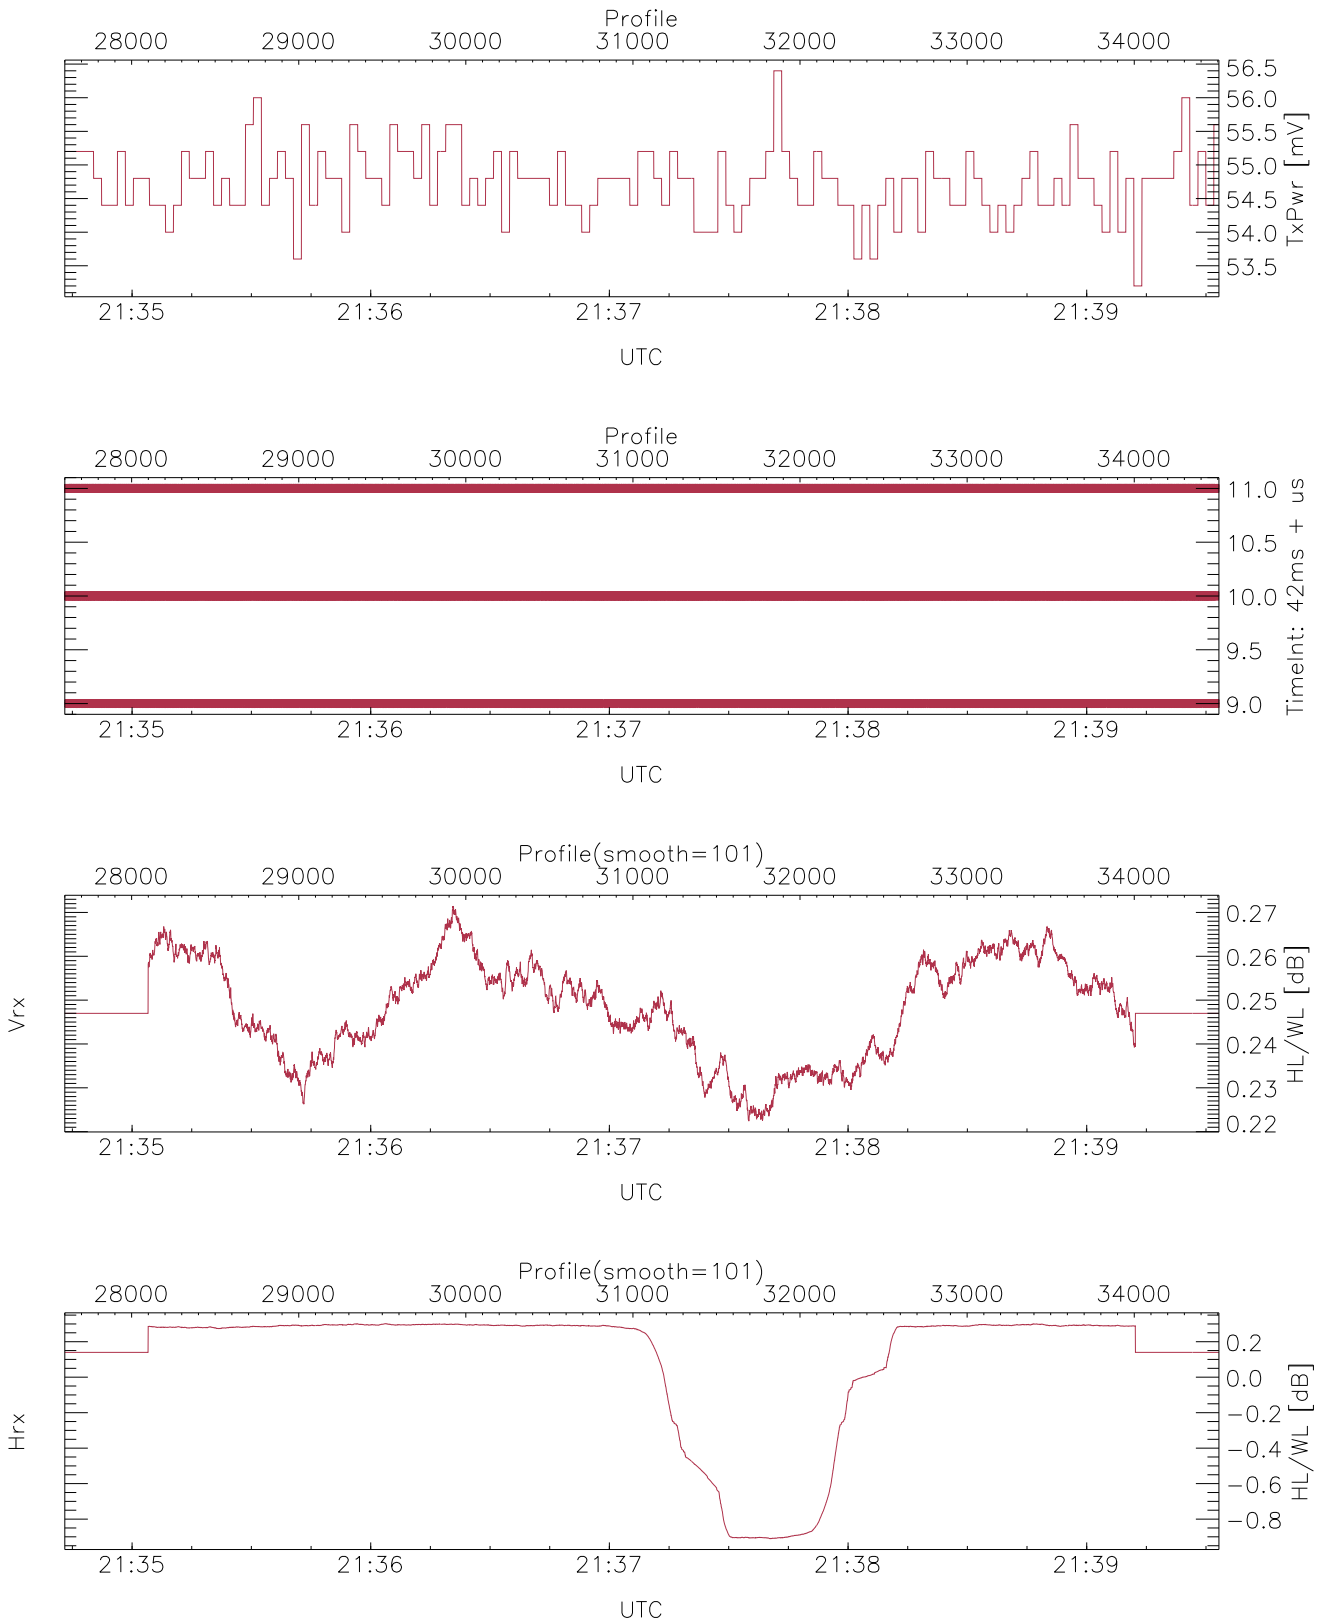 Profile
28000 29000 30000 31000 32000 33000 34000
56.5
56.0
55.5
55.0
54.5
54.0
53.5
TxPwr [mV]
21:35 21:36 21:37 21:38 21:39
UTC
Profile
28000 29000 30000 31000 32000 33000 34000
11.0
10.5
10.0
9.5
9.0
TimeInt: 42ms + us
21:35 21:36 21:37 21:38 21:39
UTC
Profile(smooth=101)
28000 29000 30000 31000 32000 33000 34000
Vrx
0.27
0.26
0.25
0.24
0.23
0.22
HL/WL [dB]
21:35 21:36 21:37 21:38 21:39
UTC
Profile(smooth=101)
28000 29000 30000 31000 32000 33000 34000
Hrx
0.2
0.0
-0.2
-0.4
-0.6
-0.8
HL/WL [dB]
21:35 21:36 21:37 21:38 21:39
UTC